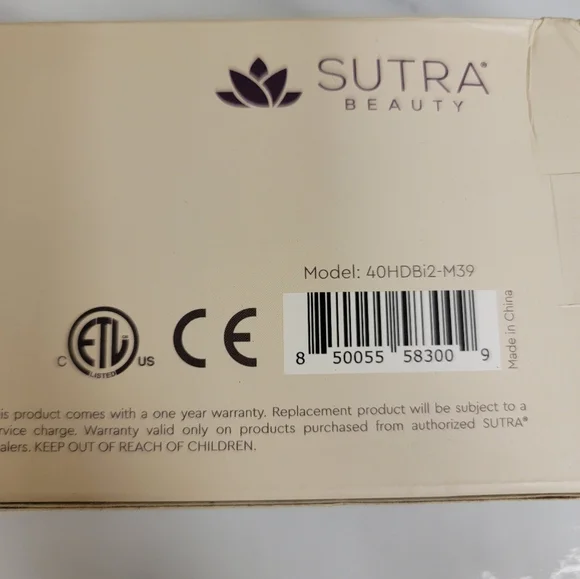 SUTRA®
BEAUTY
Model: 40HDBi2-M39
8 50055 58300 9
Made in China
C ETL US
LISTED
CE
is product comes with a one year warranty. Replacement product will be subject to a
rvice charge. Warranty valid only on products purchased from authorized SUTRA®
alers. KEEP OUT OF REACH OF CHILDREN.